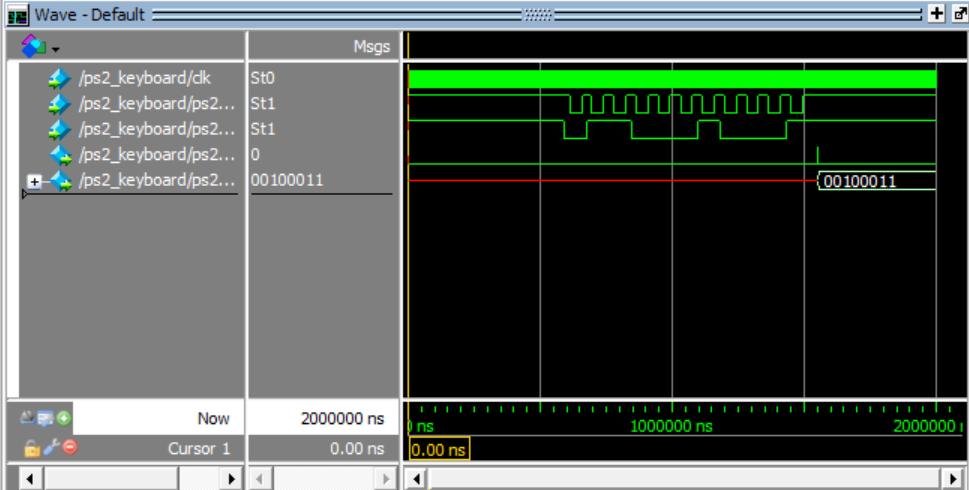 Wave - Default
Msgs
/ps2_keyboard/clk St0
/ps2_keyboard/ps2... St1
/ps2_keyboard/ps2... St1
/ps2_keyboard/ps2... 0
/ps2_keyboard/ps2... 00100011 00100011
Now 2000000 ns ns 1000000 ns 2000000
Cursor 1 0.00 ns 0.00 ns